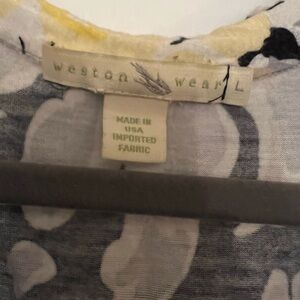 weston wear L
MADE IN
USA
IMPORTED
FABRIC